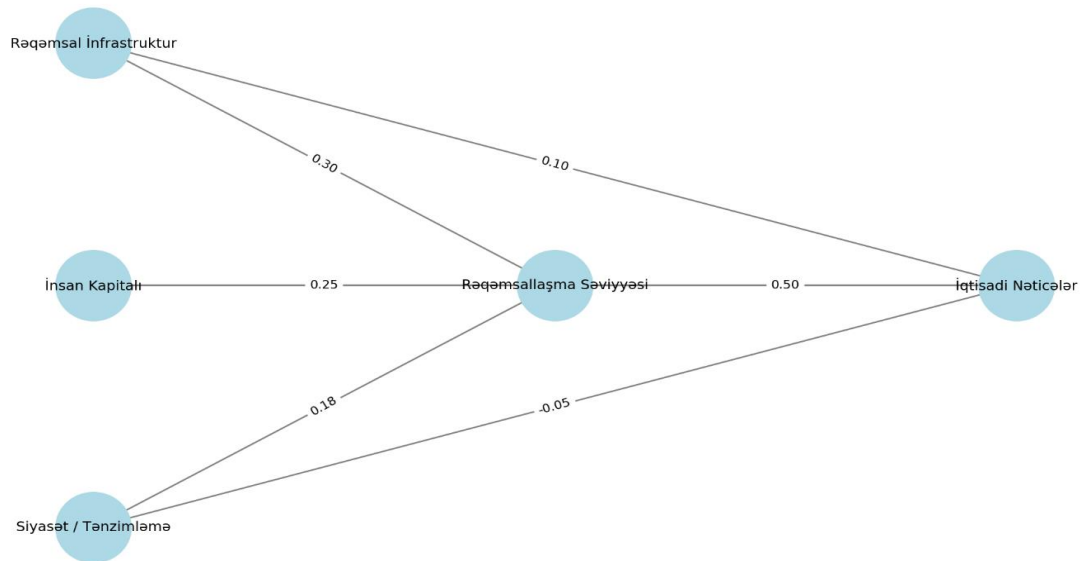 Rəqəmsal İnfrastruktur
0.10
0.30
İnsan Kapitalı
0.25
Rəqəmsallaşma Səviyyəsi
0.50
İqtisadi Nəticələr
0.18
-0.05
Siyasət / Tənzimləmə